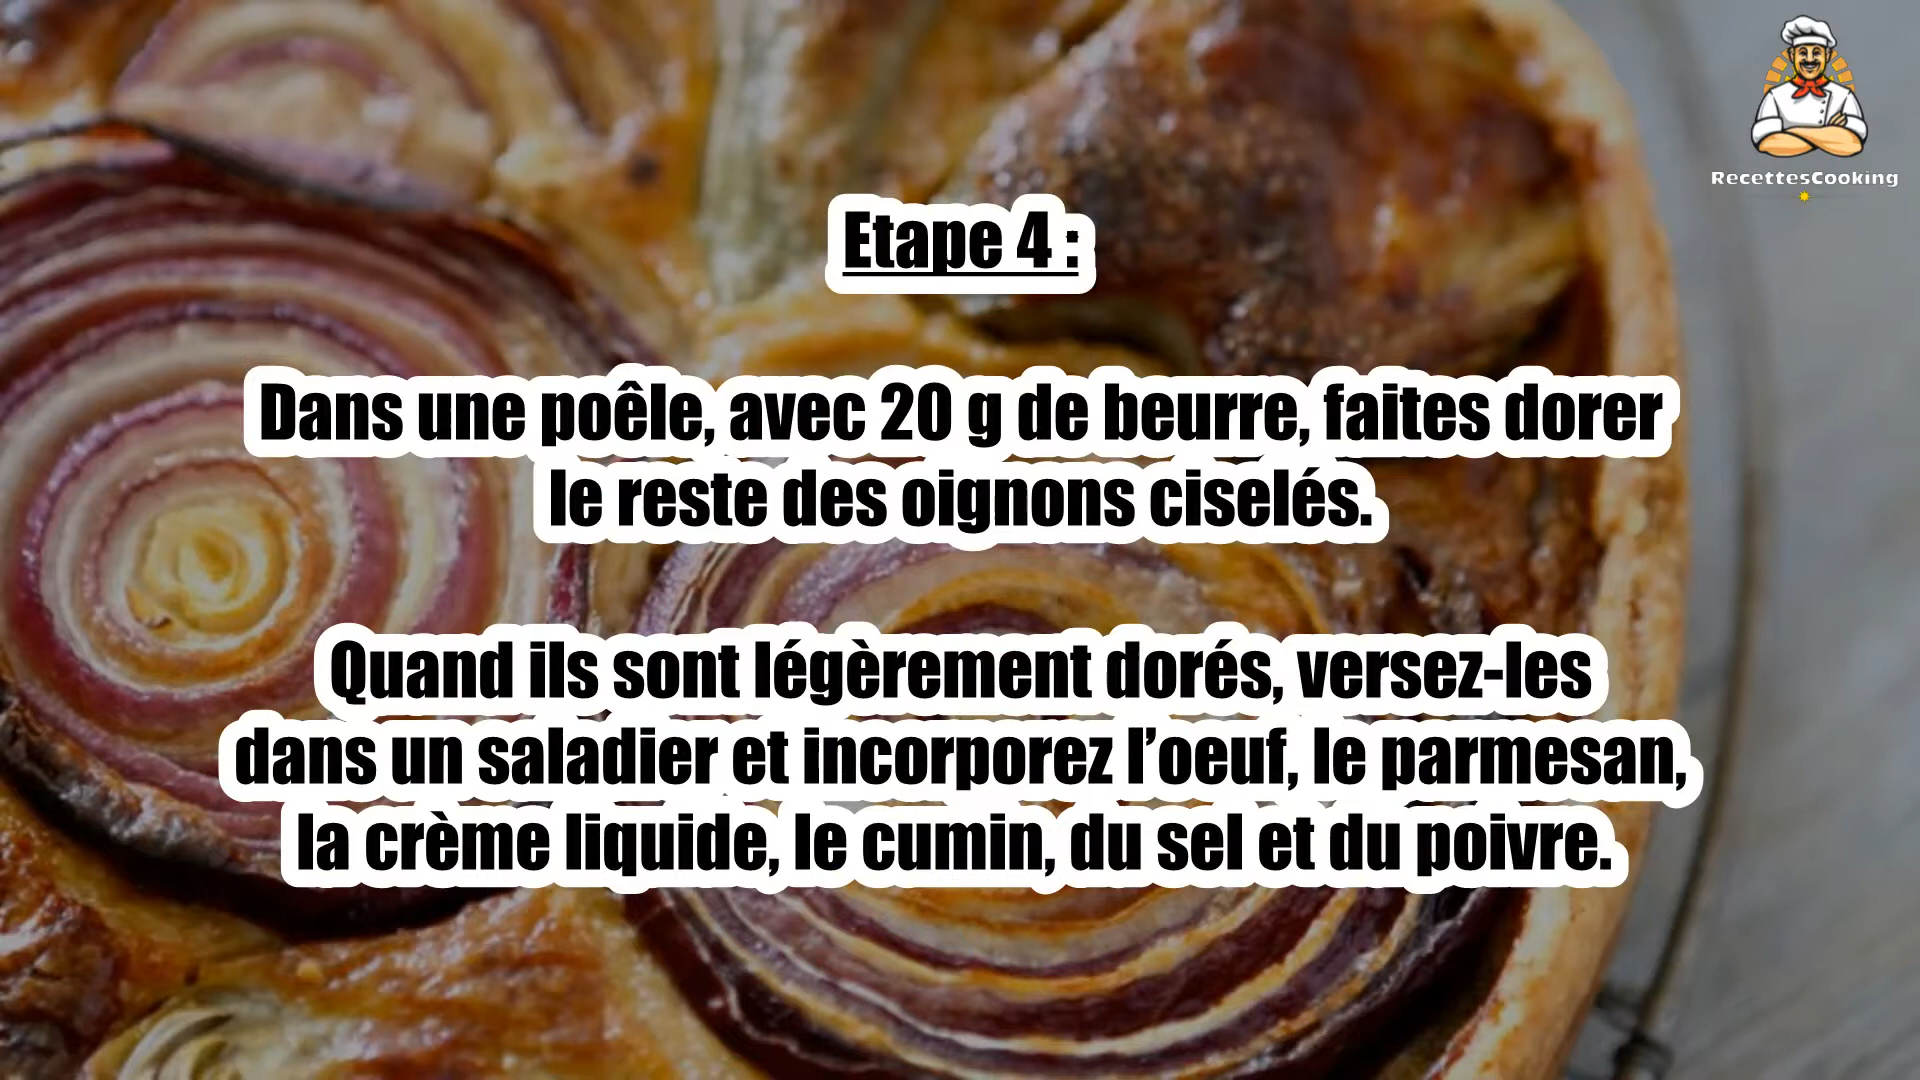 RecettesCooking
Etape 4 :
Dans une poêle, avec 20 g de beurre, faites dorer
le reste des oignons ciselés.
Quand ils sont légèrement dorés, versez-les
dans un saladier et incorporez l’oeuf, le parmesan,
la crème liquide, le cumin, du sel et du poivre.